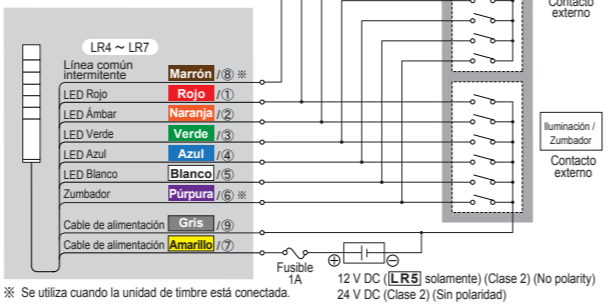 Contacto
externo
LR4 ~ LR7
Línea común
intermitente Marrón /⑧ ※
LED Rojo Rojo /①
LED Ámbar Naranja /②
LED Verde Verde /③
LED Azul Azul /④
LED Blanco Blanco /⑤
Zumbador Púrpura /⑥ ※
Cable de alimentación Gris /⑨
Cable de alimentación Amarillo /⑦
Iluminación /
Zumbador
Contacto
externo
Fusible
1A
⊕ ⊖
12 V DC (LR5 solamente) (Clase 2) (No polarity)
24 V DC (Clase 2) (Sin polaridad)
※ Se utiliza cuando la unidad de timbre está conectada.